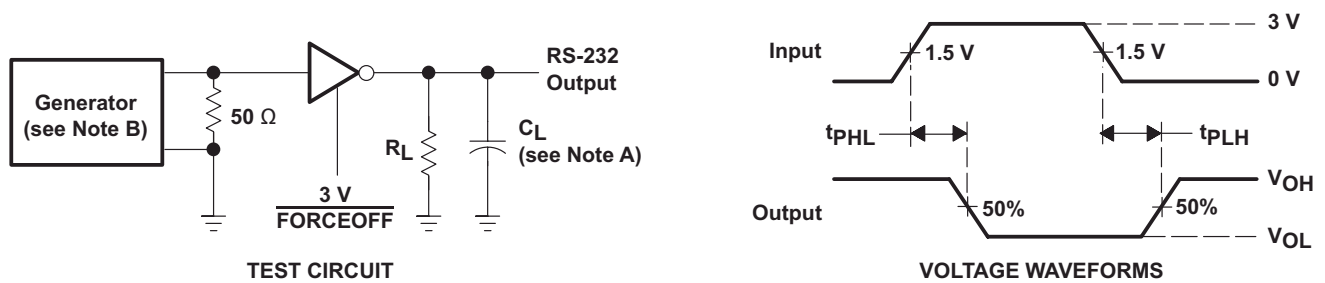 Generator
(see Note B)
50 Ω
3 V
FORCEOFF
RL
CL
(see Note A)
RS-232
Output
TEST CIRCUIT
Input
1.5 V
1.5 V
3 V
0 V
tPHL
tPLH
Output
50%
50%
VOH
VOL
VOLTAGE WAVEFORMS